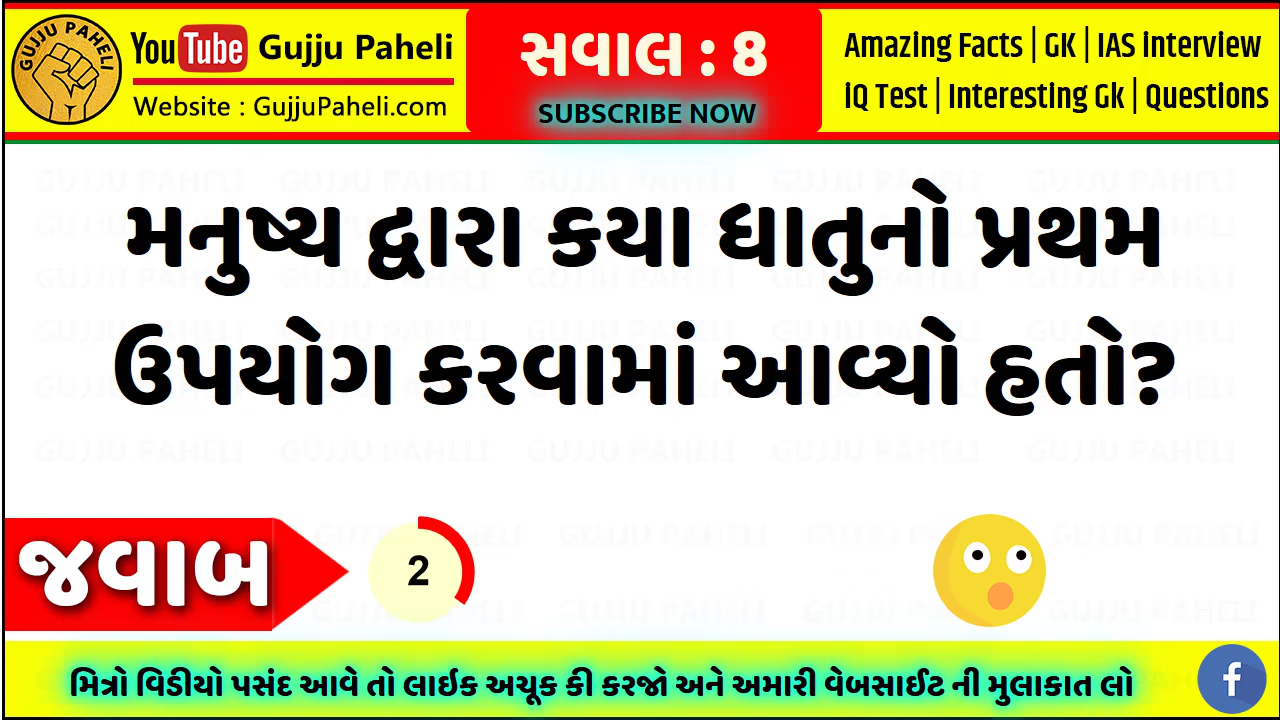 GUJJU PAHELI
YouTube Gujju Paheli
Website : GujjuPaheli.com
સવાલ : 8
SUBSCRIBE NOW
Amazing Facts | GK | IAS interview
iQ Test | Interesting Gk | Questions
મનુષ્ય દ્વારા કયા ધાતુનો પ્રથમ
ઉપયોગ કરવામાં આવ્યો હતો?
જવાબ
2
મિત્રો વિડીયો પસંદ આવે તો લાઈક અચૂક કી કરજો અને અમારી વેબસાઈટ ની મુલાકાત લો
f